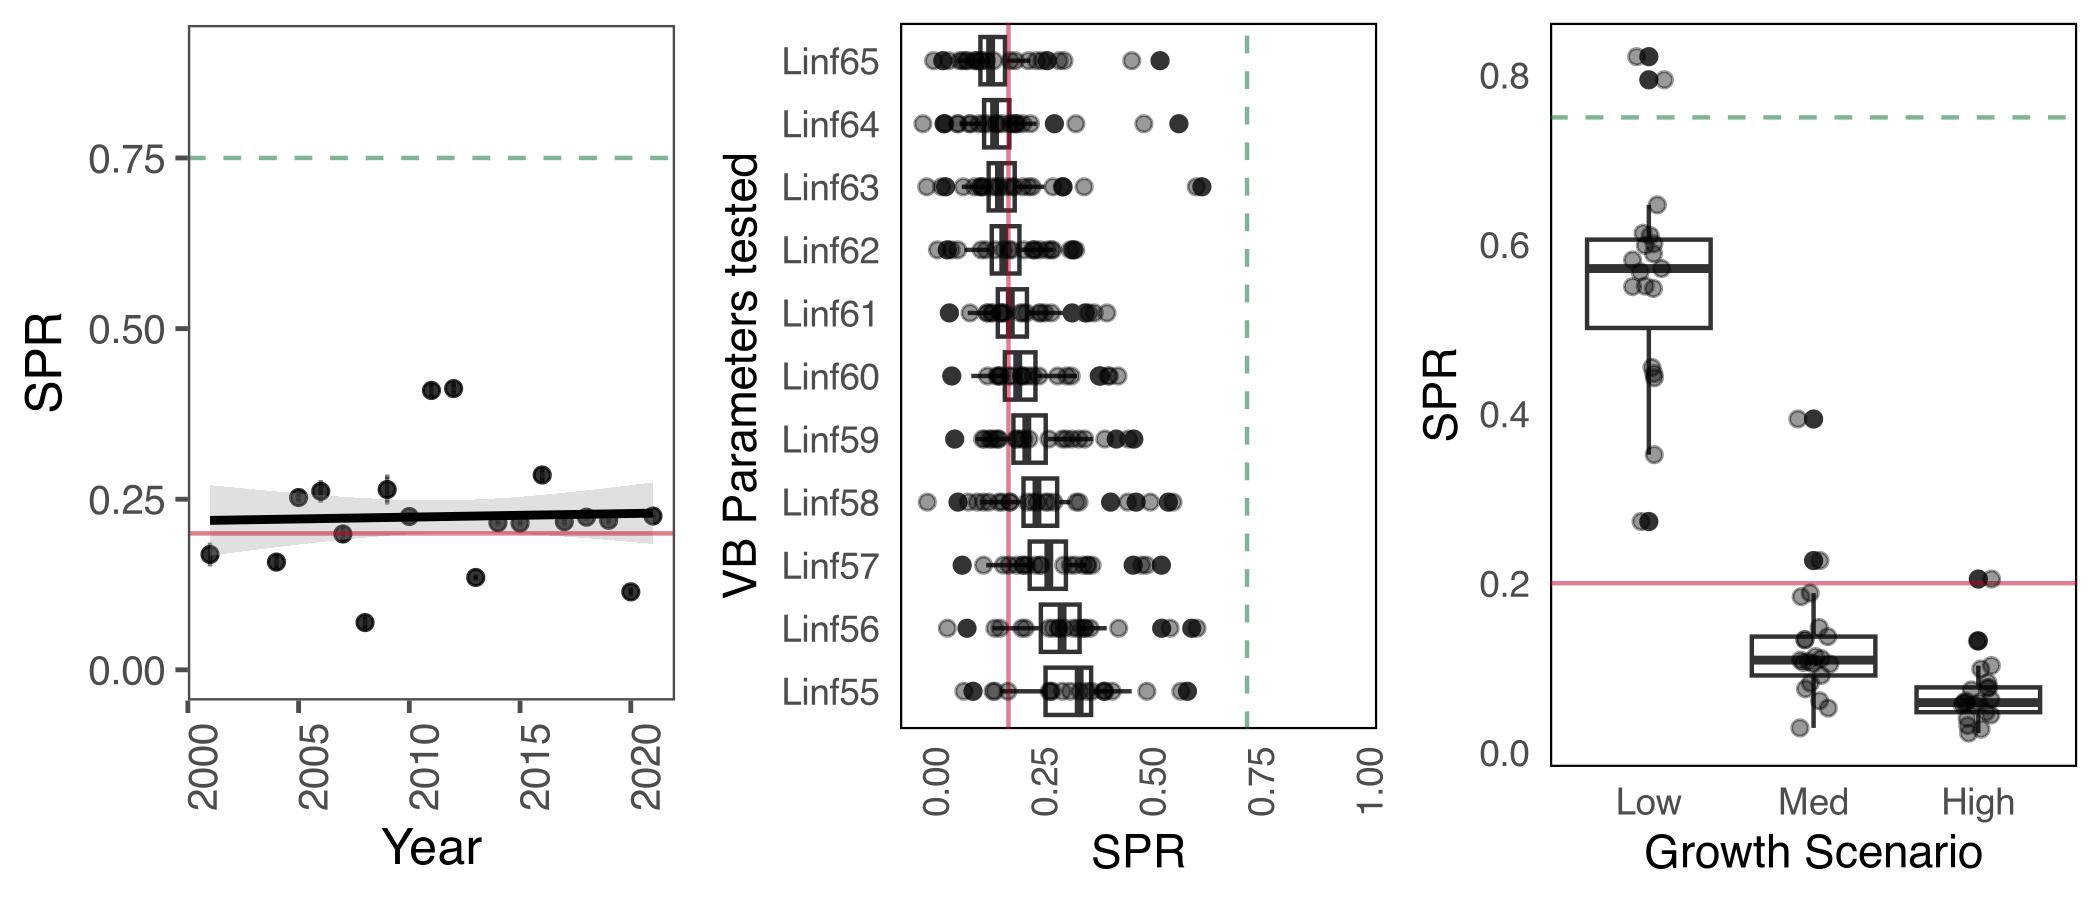 SPR
0.75
0.50
0.25
0.00
2000
2005
2010
2015
2020
Year
VB Parameters tested
Linf65
Linf64
Linf63
Linf62
Linf61
Linf60
Linf59
Linf58
Linf57
Linf56
Linf55
0.00
0.25
0.50
0.75
1.00
SPR
SPR
0.8
0.6
0.4
0.2
0.0
Low
Med
High
Growth Scenario